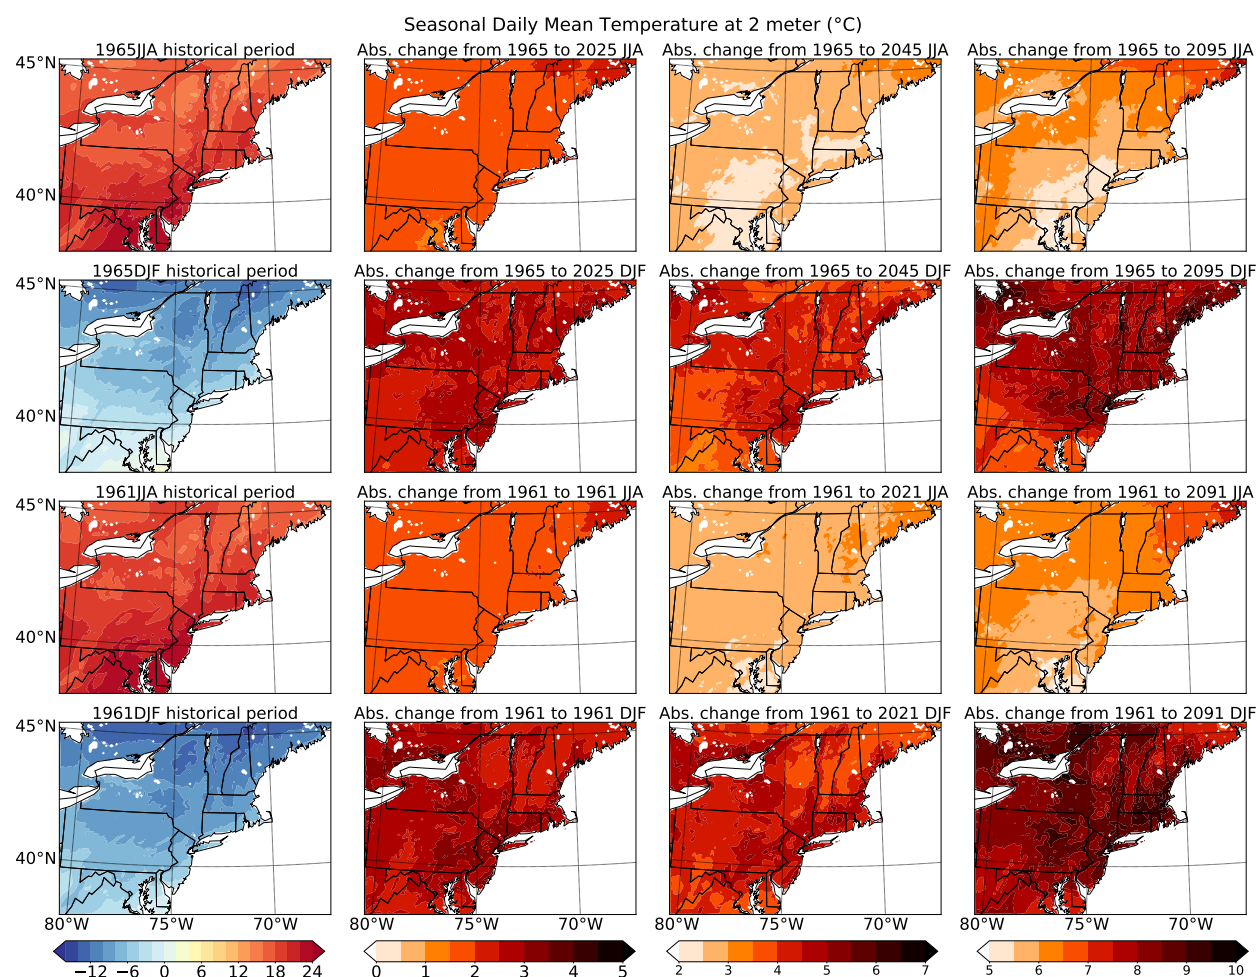 Seasonal Daily Mean Temperature at 2 meter (°C)
1965JJA historical period
Abs. change from 1965 to 2025 JJA
Abs. change from 1965 to 2045 JJA
Abs. change from 1965 to 2095 JJA
45°N
40°N
1965DJF historical period
Abs. change from 1965 to 2025 DJF
Abs. change from 1965 to 2045 DJF
Abs. change from 1965 to 2095 DJF
45°N
40°N
1961JJA historical period
Abs. change from 1961 to 1961 JJA
Abs. change from 1961 to 2021 JJA
Abs. change from 1961 to 2091 JJA
45°N
40°N
1961DJF historical period
Abs. change from 1961 to 1961 DJF
Abs. change from 1961 to 2021 DJF
Abs. change from 1961 to 2091 DJF
45°N
40°N
80°W 75°W 70°W
80°W 75°W 70°W
80°W 75°W 70°W
80°W 75°W 70°W
−12 −6 0 6 12 18 24
0 1 2 3 4 5
2 3 4 5 6 7
5 6 7 8 9 10